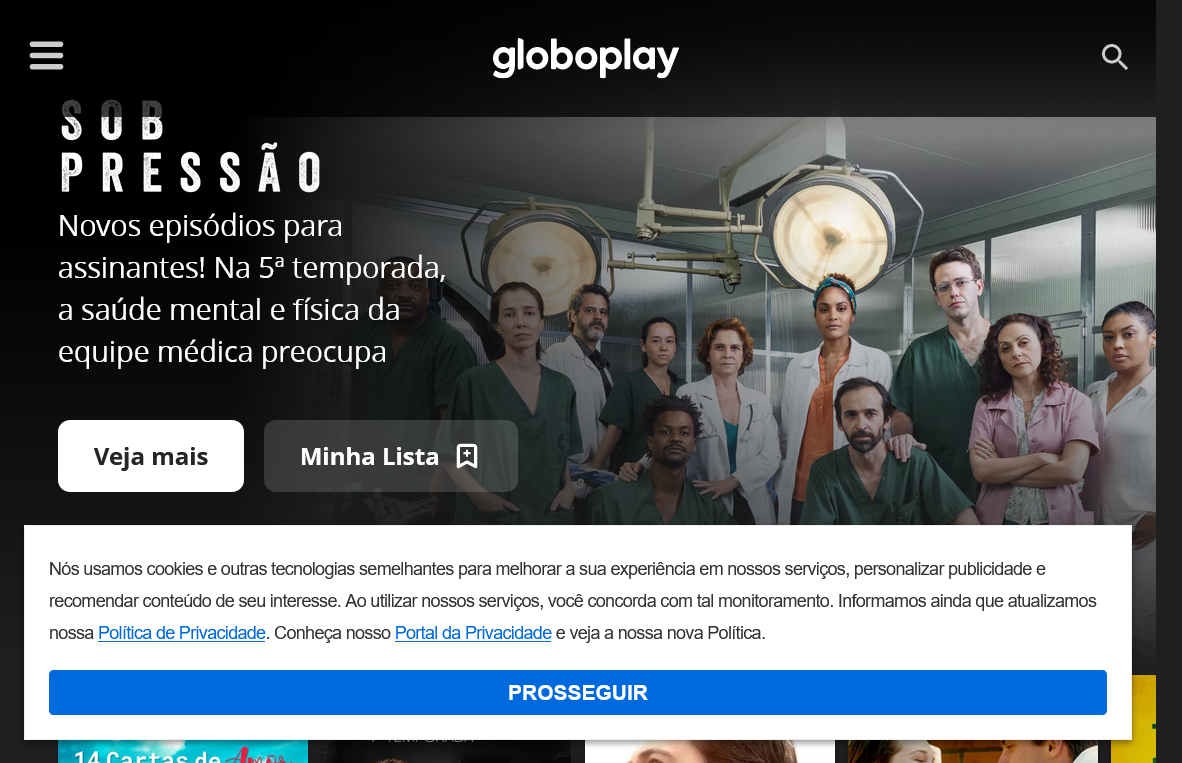 globoplay
SOB
PRESSÃO
Novos episódios para
assinantes! Na 5ª temporada,
a saúde mental e física da
equipe médica preocupa
Veja mais
Minha Lista
Nós usamos cookies e outras tecnologias semelhantes para melhorar a sua experiência em nossos serviços, personalizar publicidade e
recomendar conteúdo de seu interesse. Ao utilizar nossos serviços, você concorda com tal monitoramento. Informamos ainda que atualizamos
nossa Política de Privacidade. Conheça nosso Portal da Privacidade e veja a nossa nova Política.
PROSSEGUIR
TEMPORADA
14 Cartas de Amor